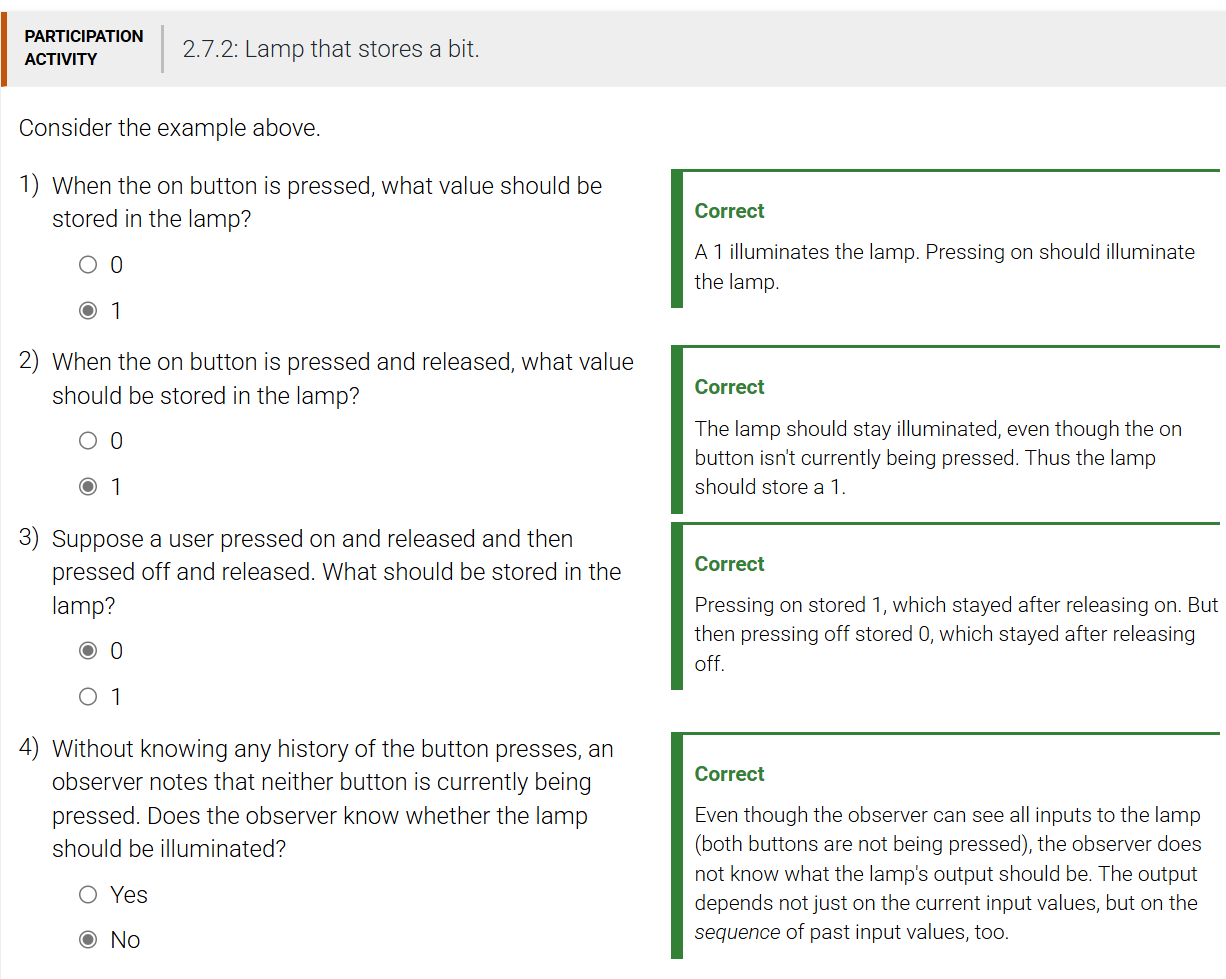 PARTICIPATION
ACTIVITY
2.7.2: Lamp that stores a bit.
Consider the example above.
1) When the on button is pressed, what value should be
stored in the lamp?
0
1
Correct
A 1 illuminates the lamp. Pressing on should illuminate
the lamp.
2) When the on button is pressed and released, what value
should be stored in the lamp?
0
1
Correct
The lamp should stay illuminated, even though the on
button isn't currently being pressed. Thus the lamp
should store a 1.
3) Suppose a user pressed on and released and then
pressed off and released. What should be stored in the
lamp?
0
1
Correct
Pressing on stored 1, which stayed after releasing on. But
then pressing off stored 0, which stayed after releasing
off.
4) Without knowing any history of the button presses, an
observer notes that neither button is currently being
pressed. Does the observer know whether the lamp
should be illuminated?
Yes
No
Correct
Even though the observer can see all inputs to the lamp
(both buttons are not being pressed), the observer does
not know what the lamp's output should be. The output
depends not just on the current input values, but on the
sequence of past input values, too.